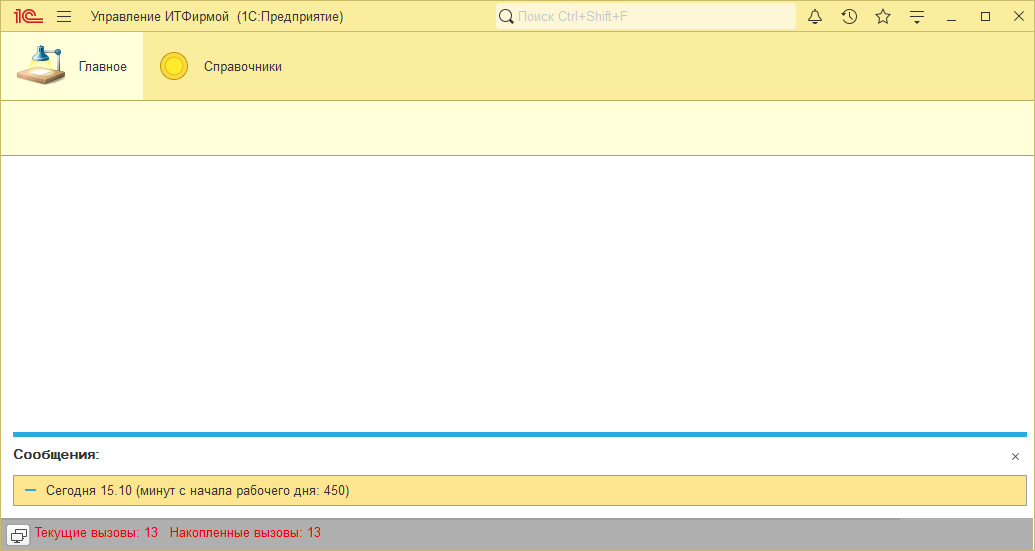 1С Управление ИТФирмой (1С:Предприятие) Поиск Ctrl+Shift+F
Главное Справочники
Сообщения:
Сегодня 15.10 (минут с начала рабочего дня: 450)
Текущие вызовы: 13 Накопленные вызовы: 13